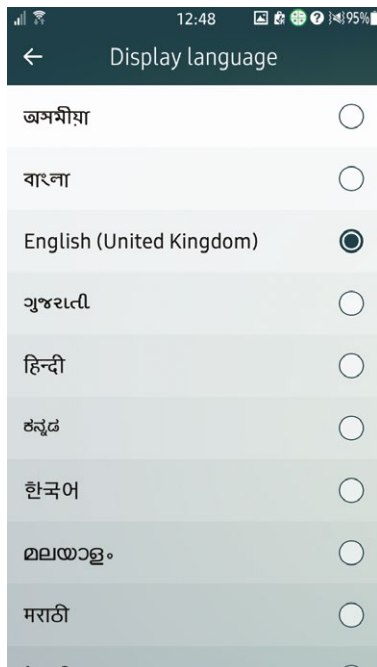 12:48 95%
Display language
অসমীয়া
বাংলা
English (United Kingdom)
ગુજરાતી
हिन्दी
ಕನ್ನಡ
한국어
മലയാളം
मराठी